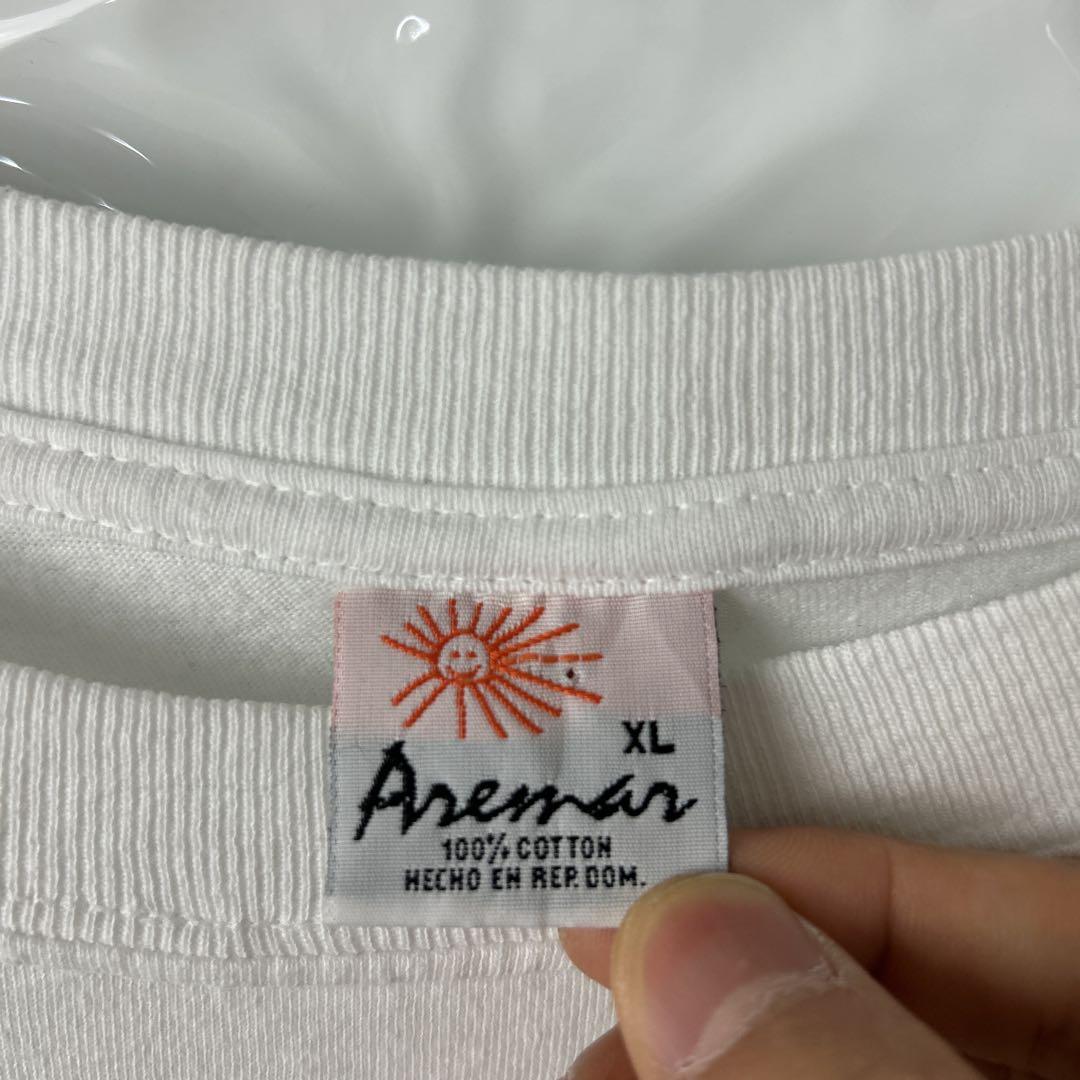 XL
Aremar
100% COTTON
HECHO EN REP. DOM.